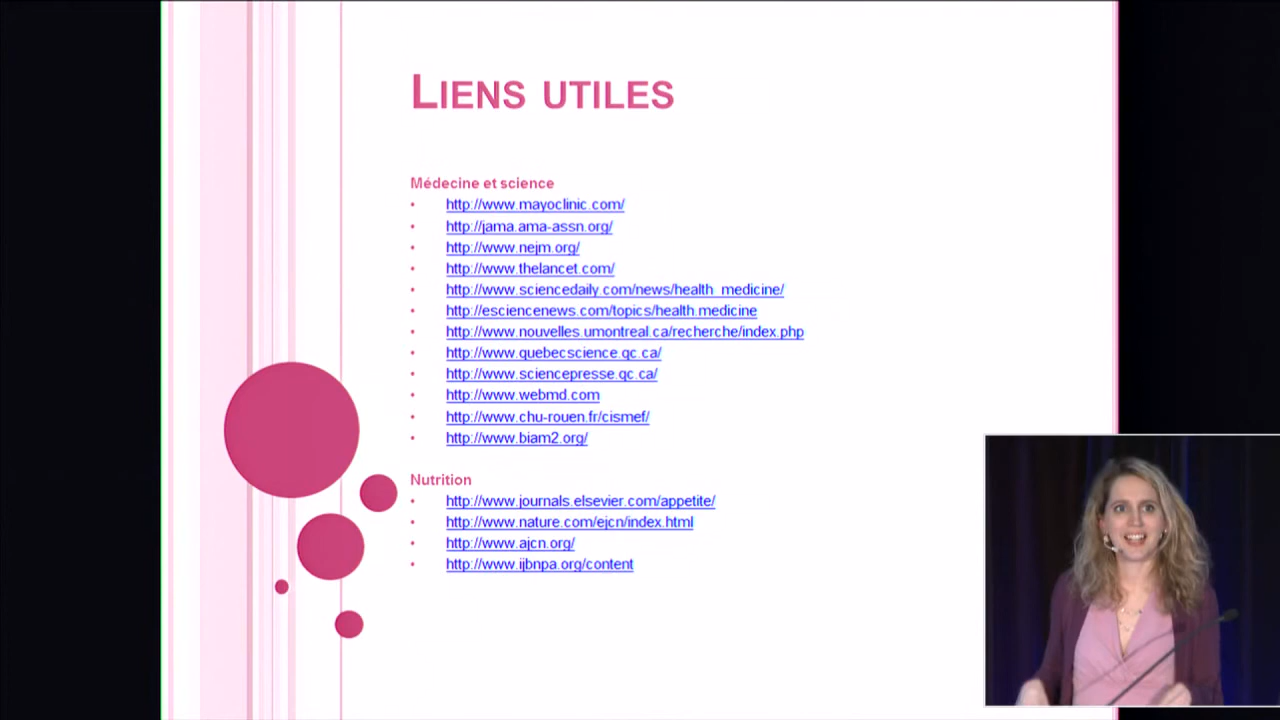 LIENS UTILES
Médecine et science
• http://www.mayoclinic.com/
• http://jama.ama-assn.org/
• http://www.nejm.org/
• http://www.thelancet.com/
• http://www.sciencedaily.com/news/health_medicine/
• http://esciencenews.com/topics/health.medicine
• http://www.nouvelles.umontreal.ca/recherche/index.php
• http://www.quebecscience.qc.ca/
• http://www.sciencepresse.qc.ca/
• http://www.webmd.com
• http://www.chu-rouen.fr/cismef/
• http://www.biam2.org/
Nutrition
• http://www.journals.elsevier.com/appetite/
• http://www.nature.com/ejcn/index.html
• http://www.ajcn.org/
• http://www.ijbnpa.org/content